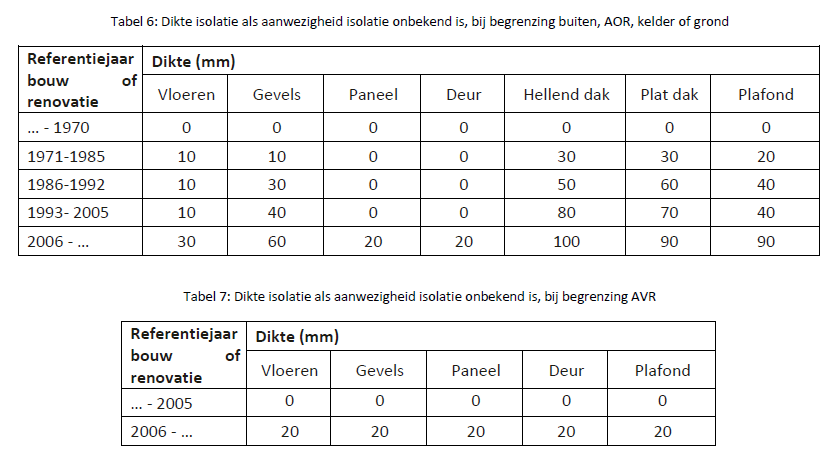 Tabel 6: Dikte isolatie als aanwezigheid isolatie onbekend is, bij begrenzing buiten, AOR, kelder of grond
Referentiejaar bouw of renovatie Dikte (mm)
Vloeren Gevels Paneel Deur Hellend dak Plat dak Plafond
... - 1970 0 0 0 0 0 0 0
1971-1985 10 10 0 0 30 30 20
1986-1992 10 30 0 0 50 60 40
1993- 2005 10 40 0 0 80 70 40
2006 - ... 30 60 20 20 100 90 90
Tabel 7: Dikte isolatie als aanwezigheid isolatie onbekend is, bij begrenzing AVR
Referentiejaar bouw of renovatie Dikte (mm)
Vloeren Gevels Paneel Deur Plafond
... - 2005 0 0 0 0 0
2006 - ... 20 20 20 20 20